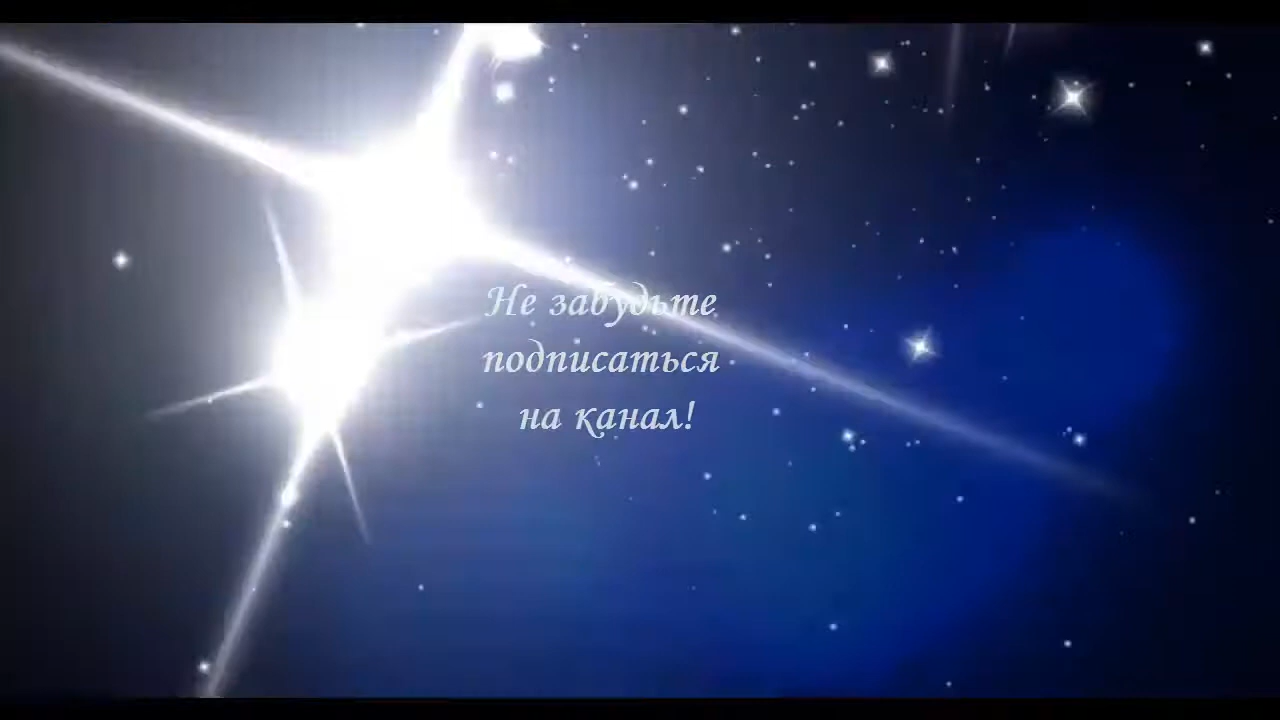 Не забудьте
подписаться
на канал!